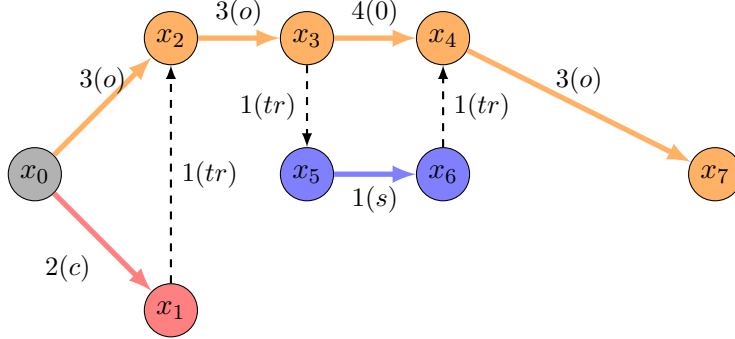 3(o)
4(0)
x₂
x₃
x₄
3(o)
3(o)
1(tr)
1(tr)
1(tr)
x₀
x₅
x₆
x₇
1(s)
2(c)
x₁